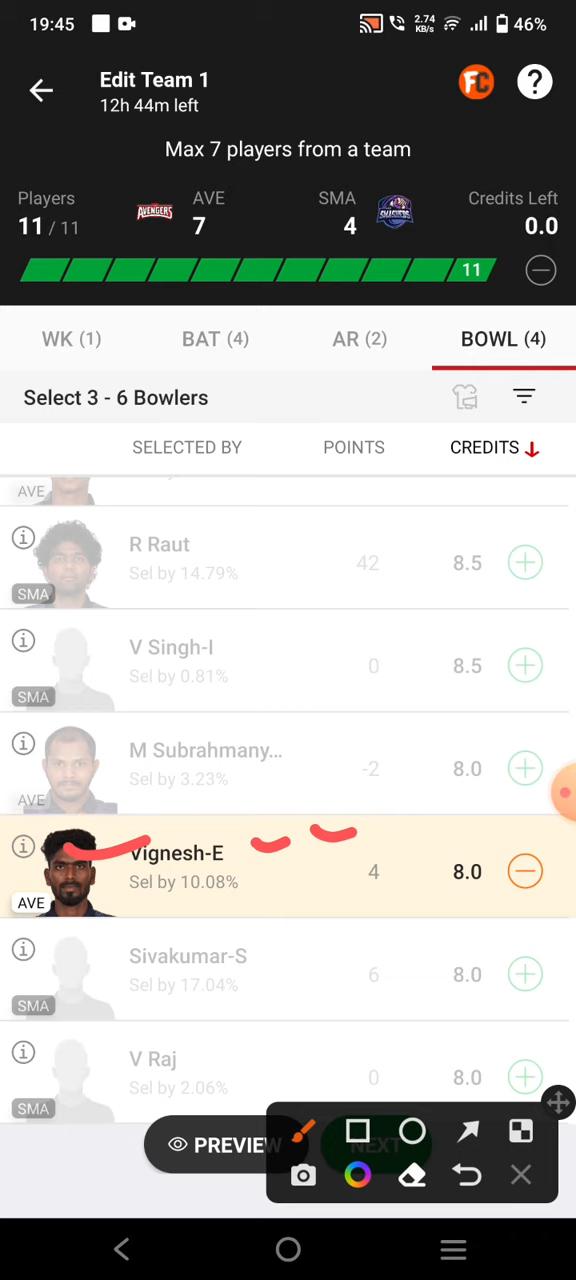 19:45 2.74 KB/s 46%
Edit Team 1
12h 44m left
FC ?
Max 7 players from a team
Players AVE SMA Credits Left
11 / 11 AVENGERS 7 4 SMASHERS 0.0
11
WK (1) BAT (4) AR (2) BOWL (4)
Select 3 - 6 Bowlers
SELECTED BY POINTS CREDITS
AVE
R Raut
Sel by 14.79% 42 8.5
SMA
V Singh-I
Sel by 0.81% 0 8.5
SMA
M Subrahmany...
Sel by 3.23% -2 8.0
AVE
Vignesh-E
Sel by 10.08% 4 8.0
AVE
Sivakumar-S
Sel by 17.04% 6 8.0
SMA
V Raj
Sel by 2.06% 0 8.0
SMA
PREVIEW NEXT